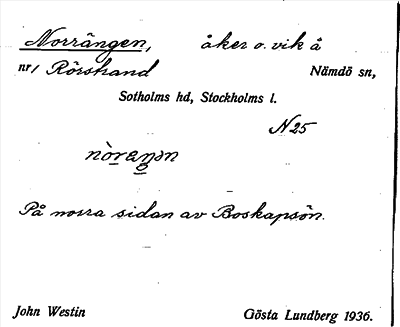 Norrängen, åker o. vik å
nr 1 Rörstrand Nämdö sn,
Sotholms hd, Stockholms l.
N 25
På norra sidan av Boskapsön.
John Westin Gösta Lundberg 1936.